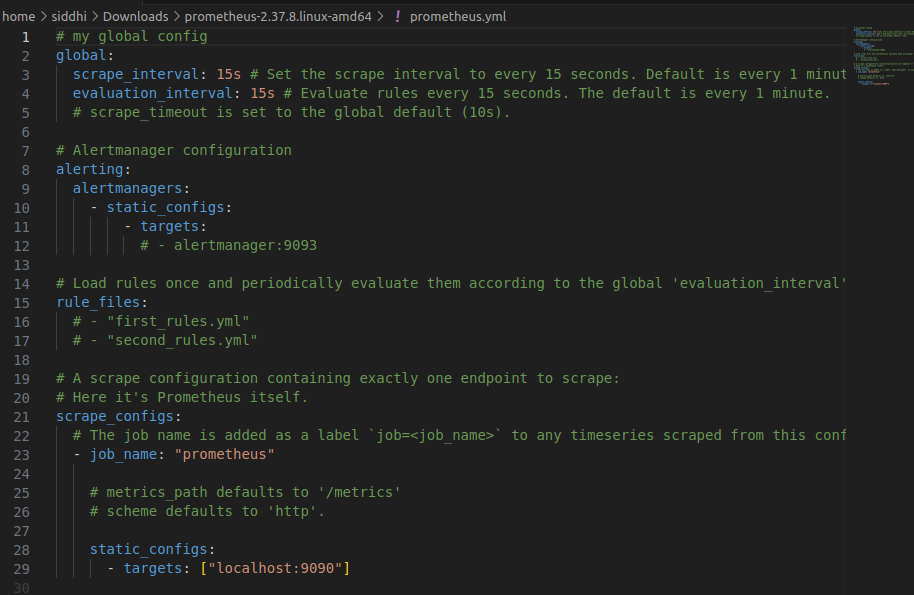 home > siddhi > Downloads > prometheus-2.37.8.linux-amd64 > ! prometheus.yml
1 # my global config
2 global:
3 scrape_interval: 15s # Set the scrape interval to every 15 seconds. Default is every 1 minut
4 evaluation_interval: 15s # Evaluate rules every 15 seconds. The default is every 1 minute.
5 # scrape_timeout is set to the global default (10s).
6
7 # Alertmanager configuration
8 alerting:
9 alertmanagers:
10 - static_configs:
11 - targets:
12 # - alertmanager:9093
13
14 # Load rules once and periodically evaluate them according to the global 'evaluation_interval'
15 rule_files:
16 # - "first_rules.yml"
17 # - "second_rules.yml"
18
19 # A scrape configuration containing exactly one endpoint to scrape:
20 # Here it's Prometheus itself.
21 scrape_configs:
22 # The job name is added as a label `job=<job_name>` to any timeseries scraped from this conf
23 - job_name: "prometheus"
24
25 # metrics_path defaults to '/metrics'
26 # scheme defaults to 'http'.
27
28 static_configs:
29 - targets: ["localhost:9090"]
30